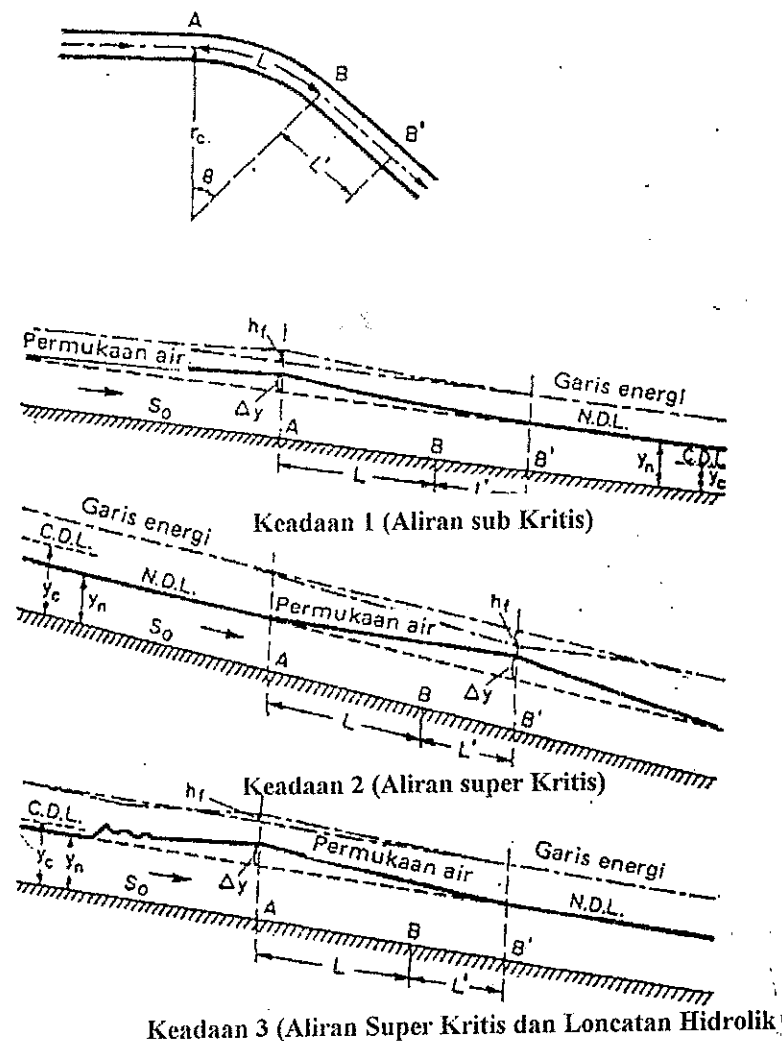 A
L
B
B'
r_c.
θ
L'
h_f
Permukaan air
Garis energi
Δy
N.D.L.
S_o
A
B
B'
y_n
C.D.L.
y_c
L
L'
Keadaan 1 (Aliran sub Kritis)
Garis energi
C.D.L.
N.D.L.
h_f
y_c
y_n
Permukaan air
S_o
A
Δy
B
B'
L
L'
Keadaan 2 (Aliran super Kritis)
h_f
C.D.L.
Permukaan air
Garis energi
y_c
y_n
Δy
N.D.L.
S_o
A
B
B'
L
L'
Keadaan 3 (Aliran Super Kritis dan Loncatan Hidrolik)